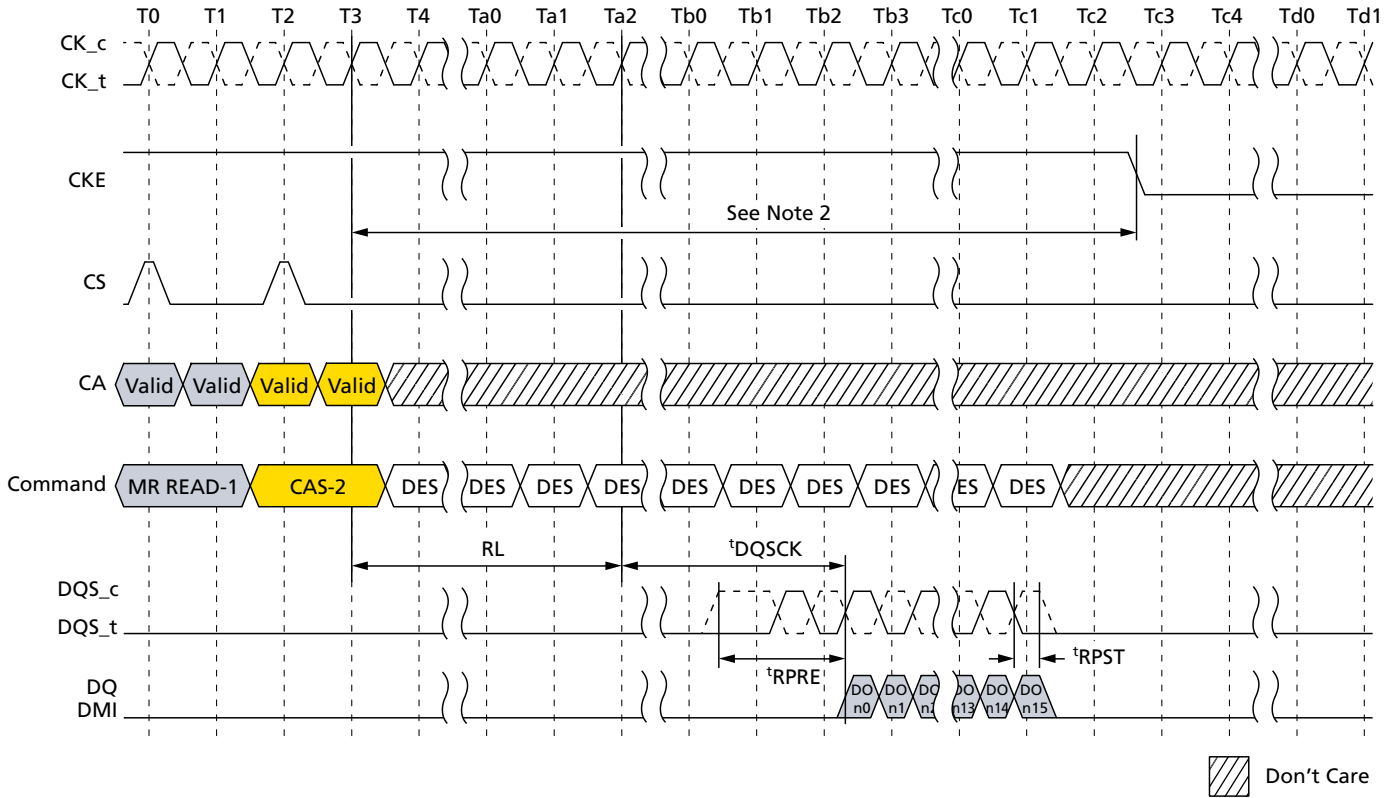 T0 T1 T2 T3 T4 Ta0 Ta1 Ta2 Tb0 Tb1 Tb2 Tb3 Tc0 Tc1 Tc2 Tc3 Tc4 Td0 Td1
CK_c
CK_t
CKE
See Note 2
CS
CA Valid Valid Valid Valid
Command MR READ-1 CAS-2 DES DES DES DES DES DES DES DES ES DES
RL tDQSCK
DQS_c
DQS_t
tRPRE tRPST
DQ DO DO DO DO DO DO
DMI n0 n1 n2 n13 n14 n15
Don't Care